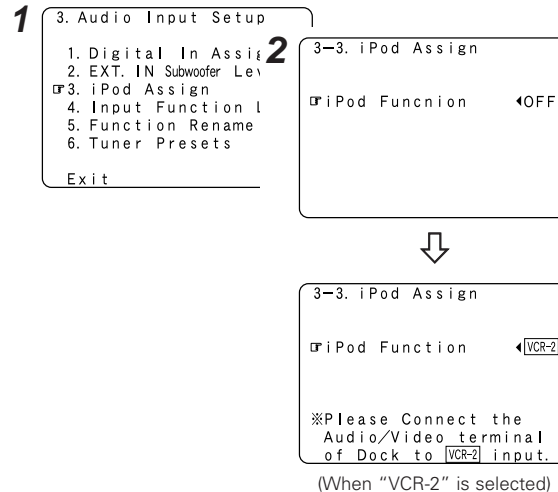 1
3. Audio Input Setup
1. Digital In Assig
2. EXT. IN Subwoofer Lev
☞3. iPod Assign
4. Input Function L
5. Function Rename
6. Tuner Presets
Exit
2
3-3. iPod Assign
☞iPod Funcnion ◀OFF
3-3. iPod Assign
☞iPod Function ◀VCR-2
※Please Connect the
Audio/Video terminal
of Dock to VCR-2 input.
(When "VCR-2" is selected)